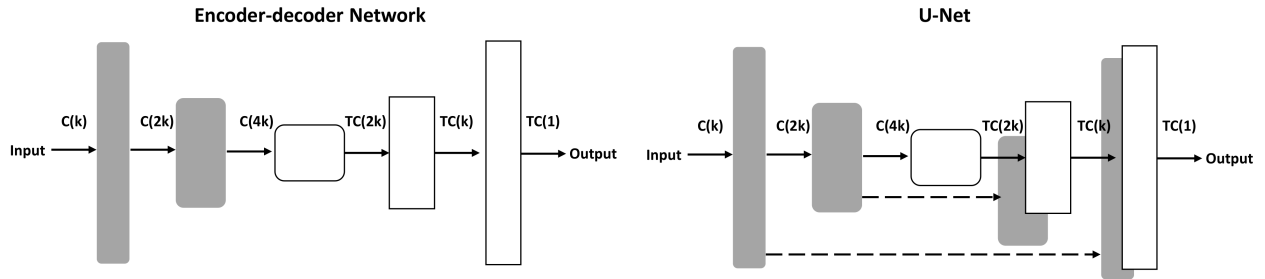 Encoder-decoder Network
Input
C(k)
C(2k)
C(4k)
TC(2k)
TC(k)
TC(1)
Output
U-Net
Input
C(k)
C(2k)
C(4k)
TC(2k)
TC(k)
TC(1)
Output